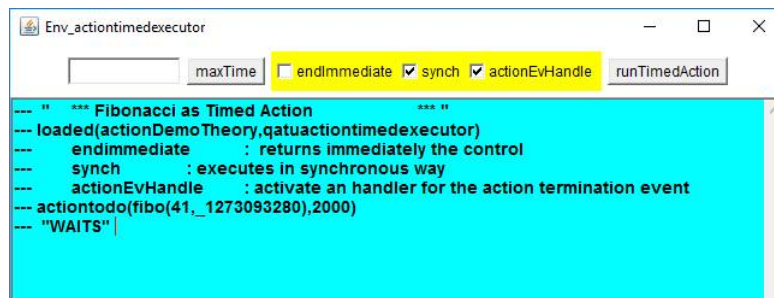 Env_actiontimedexecutor
maxTime endImmediate synch actionEvHandle runTimedAction
--- " *** Fibonacci as Timed Action *** "
--- loaded(actionDemoTheory,qatuactiontimedexecutor)
--- endimmediate : returns immediately the control
--- synch : executes in synchronous way
--- actionEvHandle : activate an handler for the action termination event
--- actiontodo(fibo(41,_1273093280),2000)
--- "WAITS"